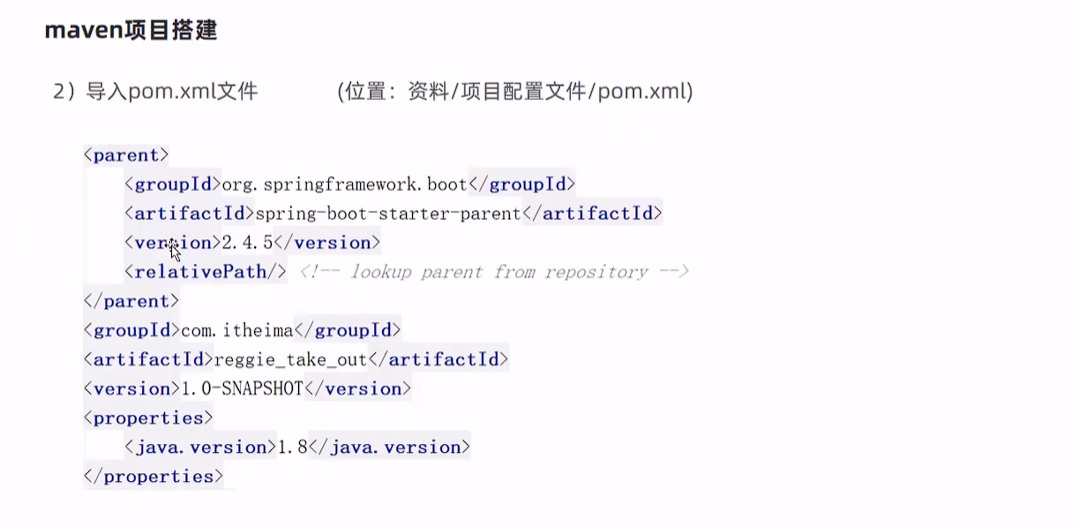 maven项目搭建
2）导入pom.xml文件 (位置：资料/项目配置文件/pom.xml)
<parent>
<groupId>org.springframework.boot</groupId>
<artifactId>spring-boot-starter-parent</artifactId>
<version>2.4.5</version>
<relativePath/> <!-- lookup parent from repository -->
</parent>
<groupId>com.itheima</groupId>
<artifactId>reggie_take_out</artifactId>
<version>1.0-SNAPSHOT</version>
<properties>
<java.version>1.8</java.version>
</properties>